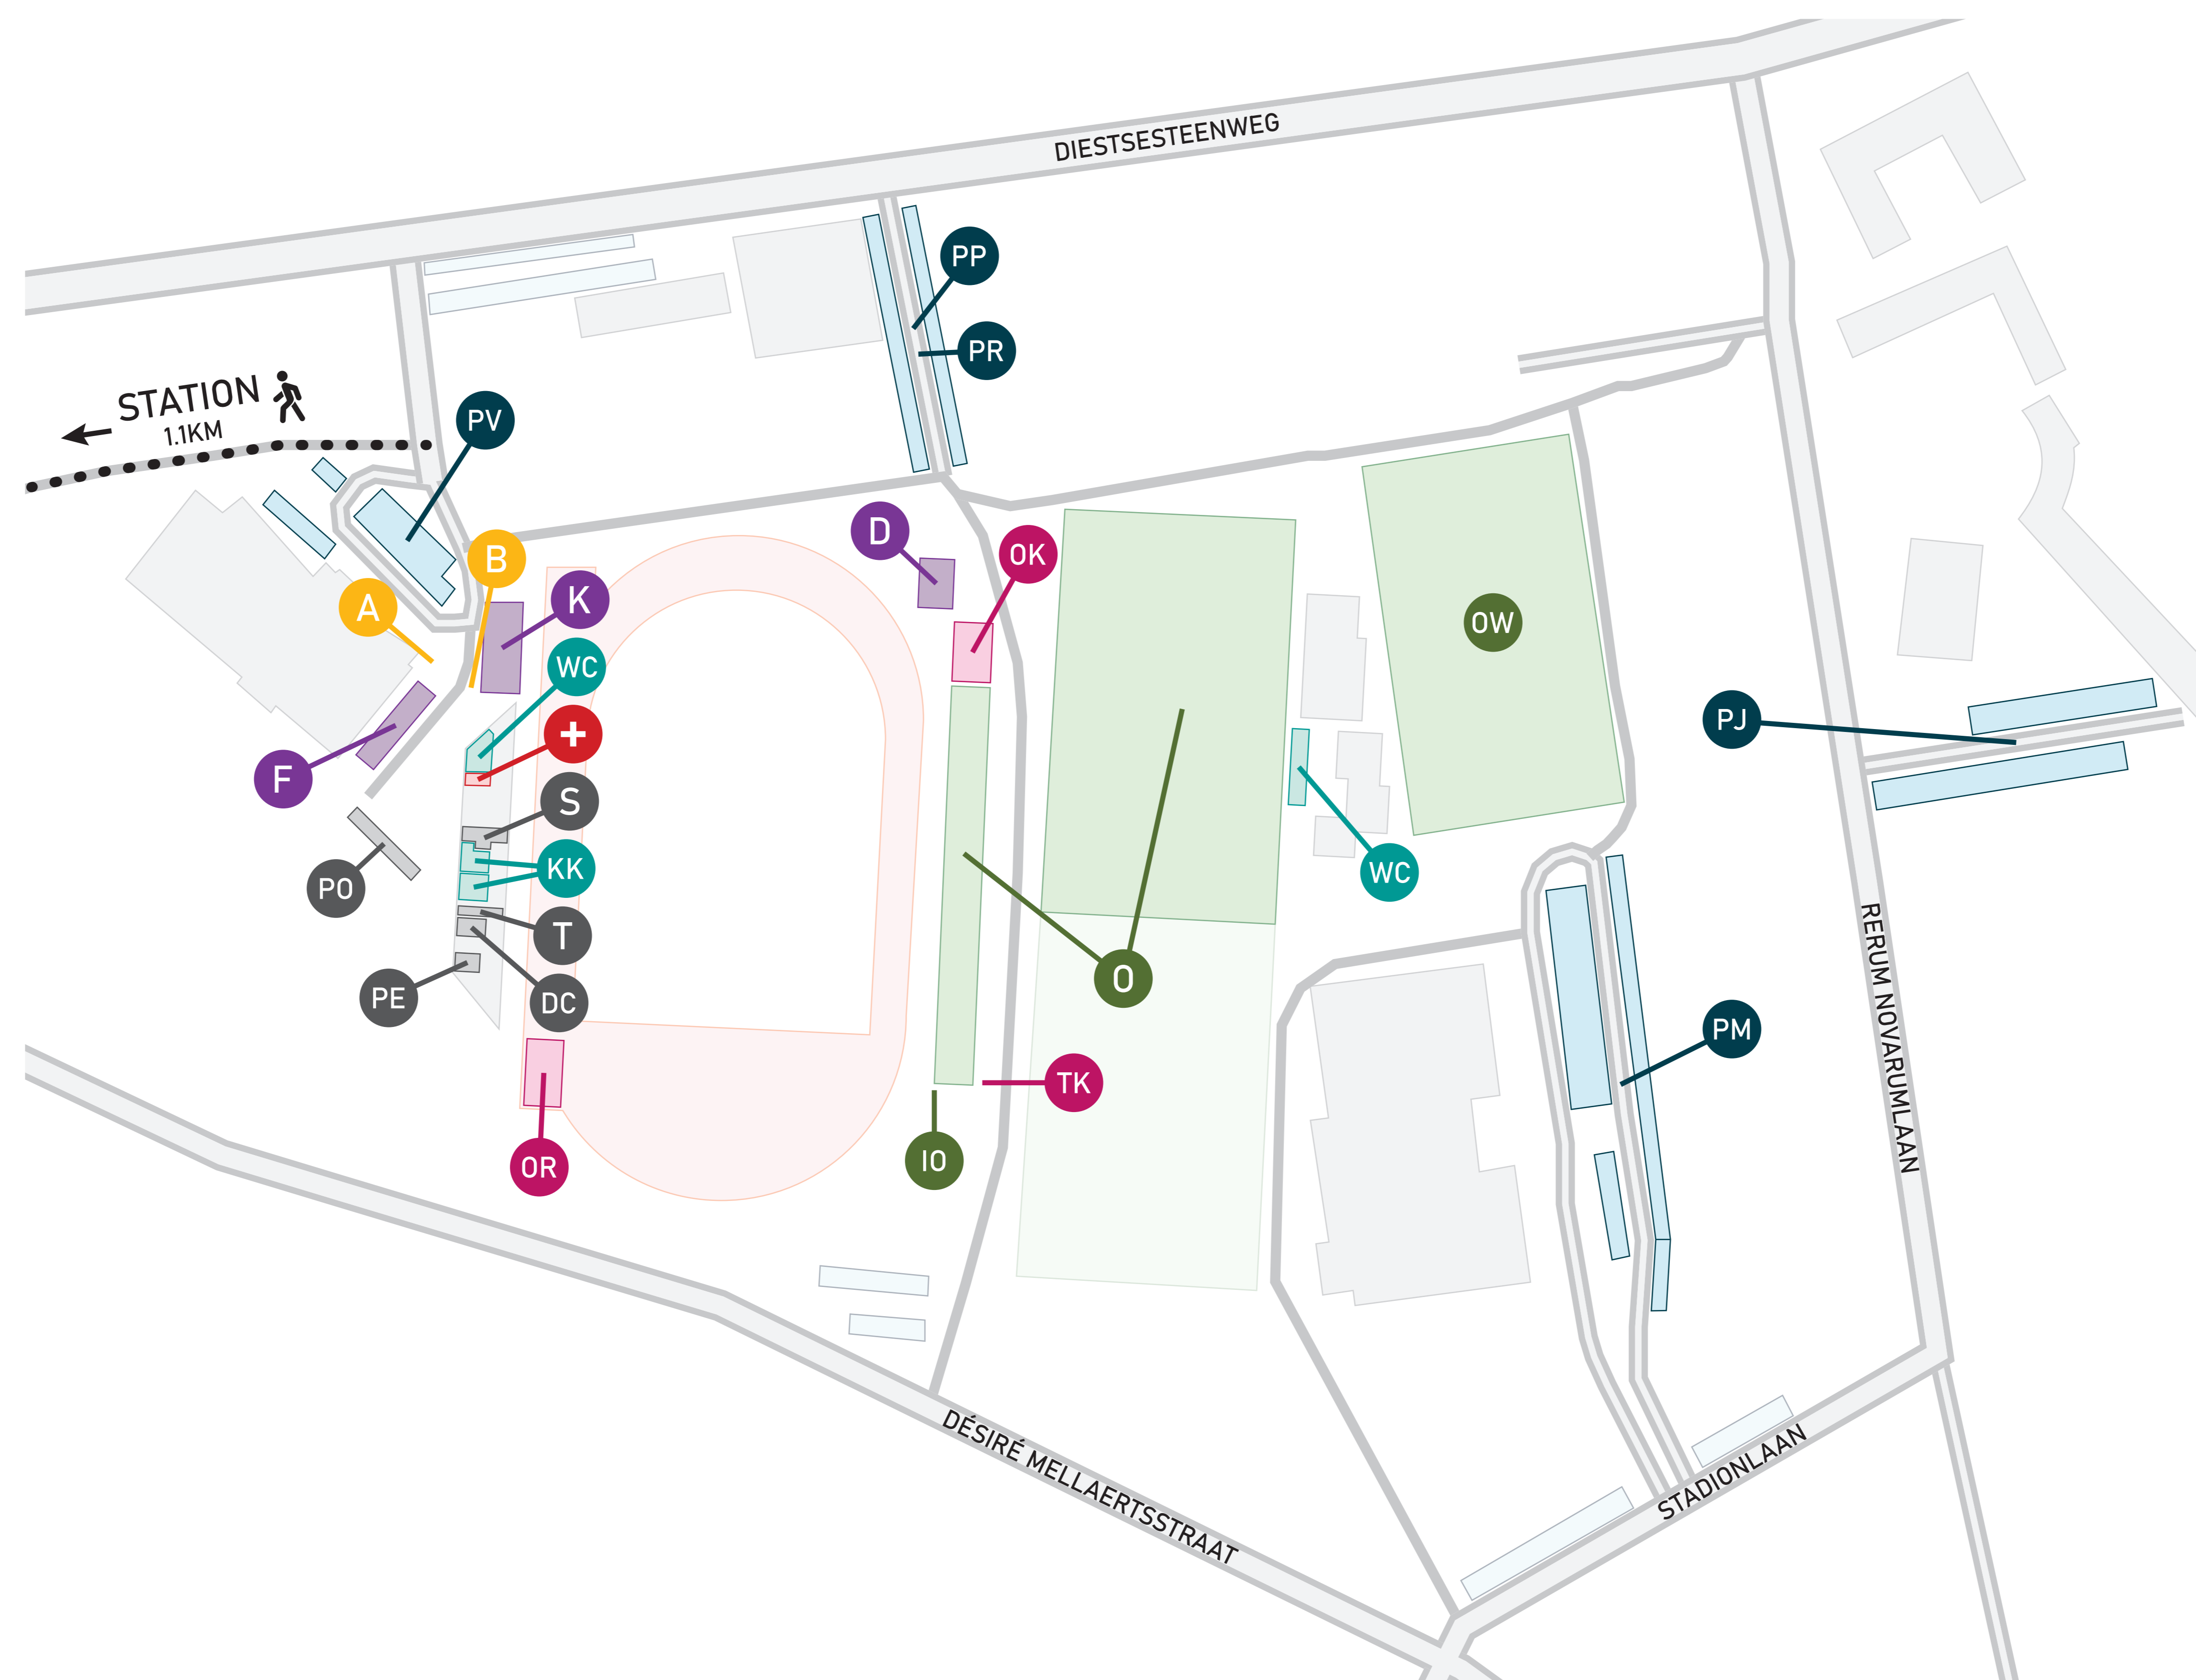 DIESTSESTEENWEG
PP
PR
STATION
1.1KM
PV
D
OK
B
K
A
OW
WC
PJ
+
F
S
KK
WC
PO
T
O
PE
DC
RERUM NOVARUMLAAN
PM
TK
OR
IO
DÉSIRÉ MELLAERTSSTRAAT
STADIONLAAN